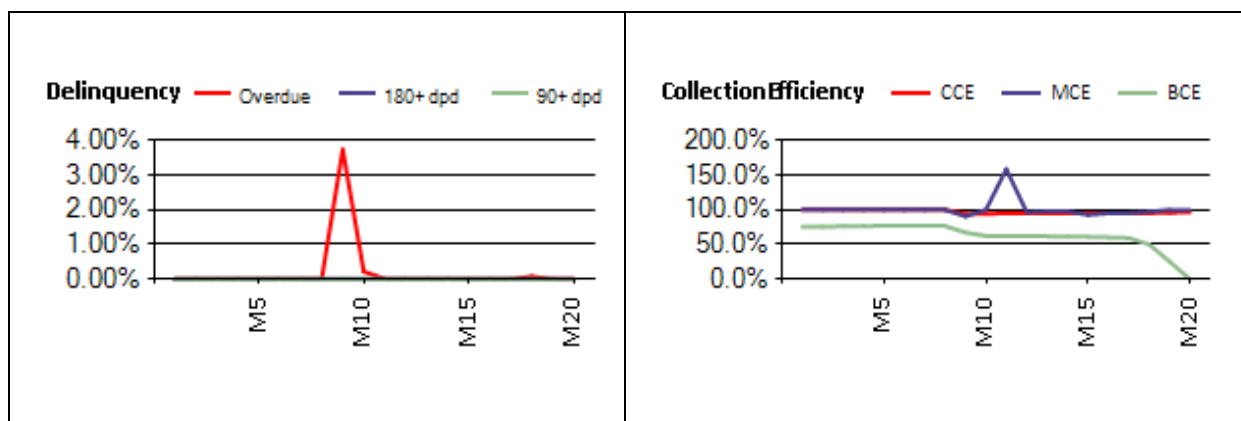 Delinquency Overdue 180+ dpd 90+ dpd
4.00%
3.00%
2.00%
1.00%
0.00%
M5 M10 M15 M20
Collection Efficiency CCE MCE BCE
200.0%
150.0%
100.0%
50.0%
0.0%
M5 M10 M15 M20